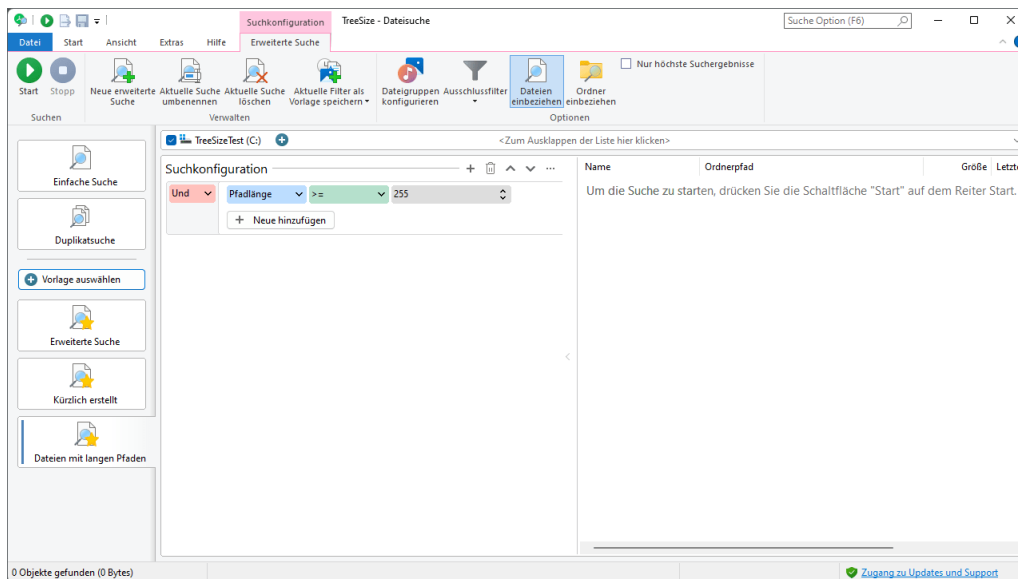 Suchkonfiguration
TreeSize - Dateisuche
Suche Option (F6)
Datei
Start
Ansicht
Extras
Hilfe
Erweiterte Suche
Start
Stopp
Neue erweiterte
Suche
Aktuelle Suche
umbenennen
Aktuelle Suche
löschen
Aktuelle Filter als
Vorlage speichern
Dateigruppen
konfigurieren
Ausschlussfilter
Dateien
einbeziehen
Ordner
einbeziehen
Nur höchste Suchergebnisse
Suchen
Verwalten
Optionen
Einfache Suche
Duplikatsuche
Vorlage auswählen
Erweiterte Suche
Kürzlich erstellt
Dateien mit langen Pfaden
TreeSizeTest (C:)
<Zum Ausklappen der Liste hier klicken>
Suchkonfiguration
Und
Pfadlänge
>=
255
+ Neue hinzufügen
Name
Ordnerpfad
Größe
Letzte
Um die Suche zu starten, drücken Sie die Schaltfläche "Start" auf dem Reiter Start.
0 Objekte gefunden (0 Bytes)
Zugang zu Updates und Support